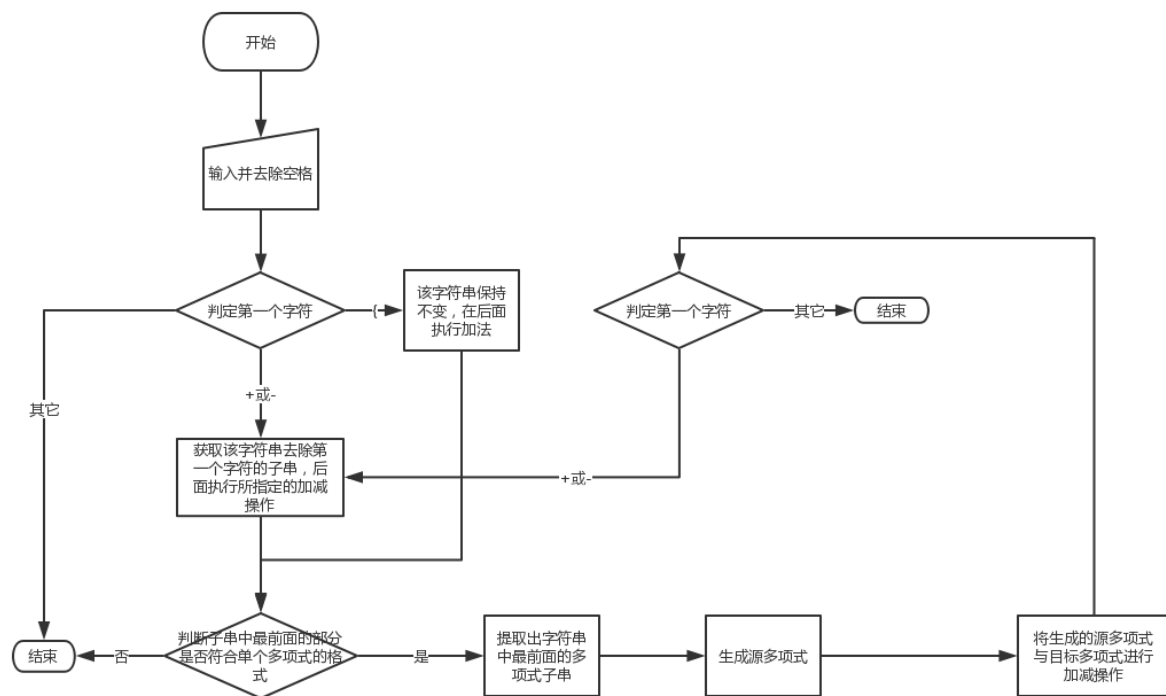 开始
输入并去除空格
判定第一个字符
{
该字符串保持
不变，在后面
执行加法
判定第一个字符
其它
结束
+或-
其它
获取该字符串去除第
一个字符的子串，后
面执行所指定的加减
操作
+或-
结束
否
判断子串中最前面的部分
是否符合单个多项式的格
式
是
提取出字符串
中最前面的多
项式子串
生成源多项式
将生成的源多项式
与目标多项式进行
加减操作